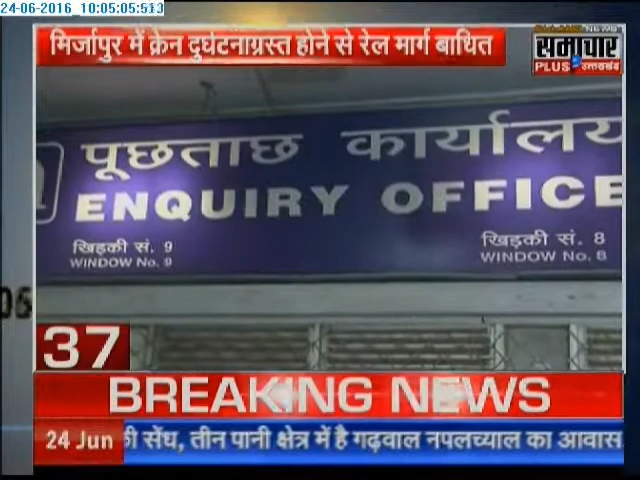 24-06-2016_10:05:05:513
मिर्जापुर में क्रेन दुर्घटनाग्रस्त होने से रेल मार्ग बाधित
समाचार
PLUS
पूछताछ कार्यालय
ENQUIRY OFFICE
खिड़की सं. 9
WINDOW No. 9
खिड़की सं. 8
WINDOW No. 8
37
BREAKING NEWS
24 Jun
की सेंध, तीन पानी क्षेत्र में है गढ़वाल नपलच्याल का आवास